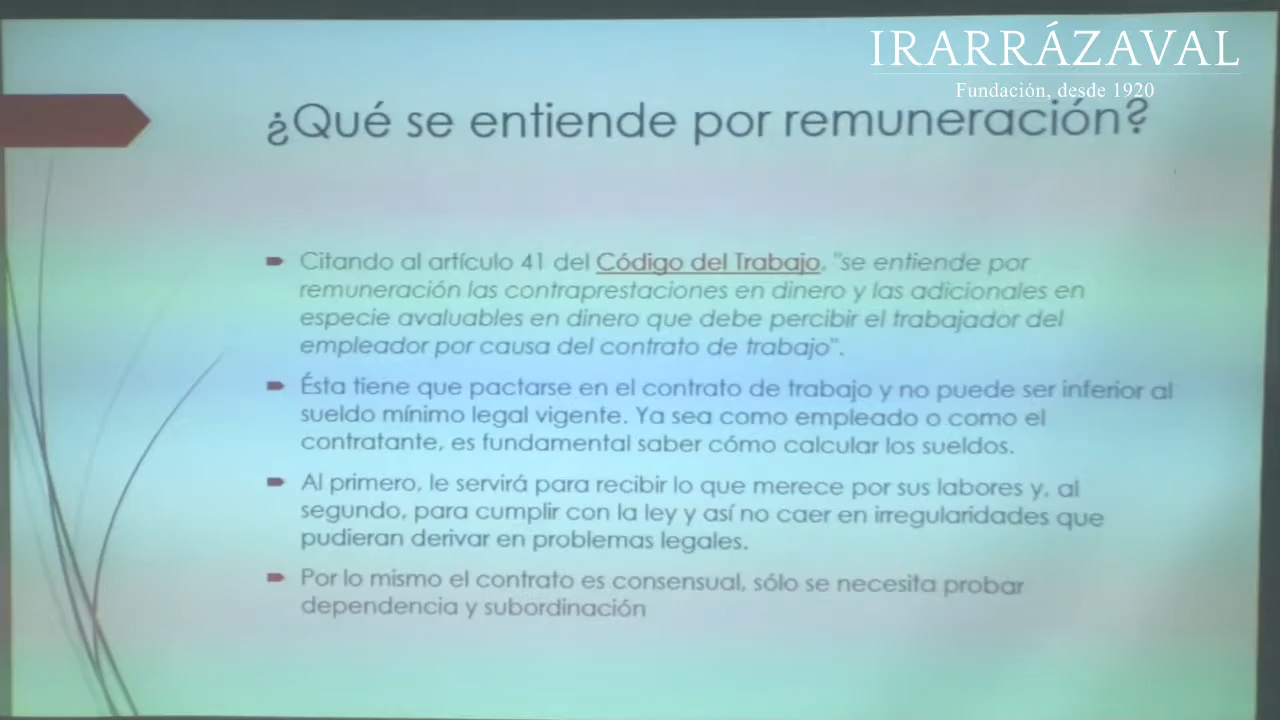 IRARRÁZAVAL
Fundación, desde 1920
¿Qué se entiende por remuneración?
Citando al artículo 41 del Código del Trabajo, "se entiende por
remuneración las contraprestaciones en dinero y las adicionales en
especie avaluables en dinero que debe percibir el trabajador del
empleador por causa del contrato de trabajo".
Ésta tiene que pactarse en el contrato de trabajo y no puede ser inferior al
sueldo mínimo legal vigente. Ya sea como empleado o como el
contratante, es fundamental saber cómo calcular los sueldos.
Al primero, le servirá para recibir lo que merece por sus labores y, al
segundo, para cumplir con la ley y así no caer en irregularidades que
pudieran derivar en problemas legales.
Por lo mismo el contrato es consensual, sólo se necesita probar
dependencia y subordinación